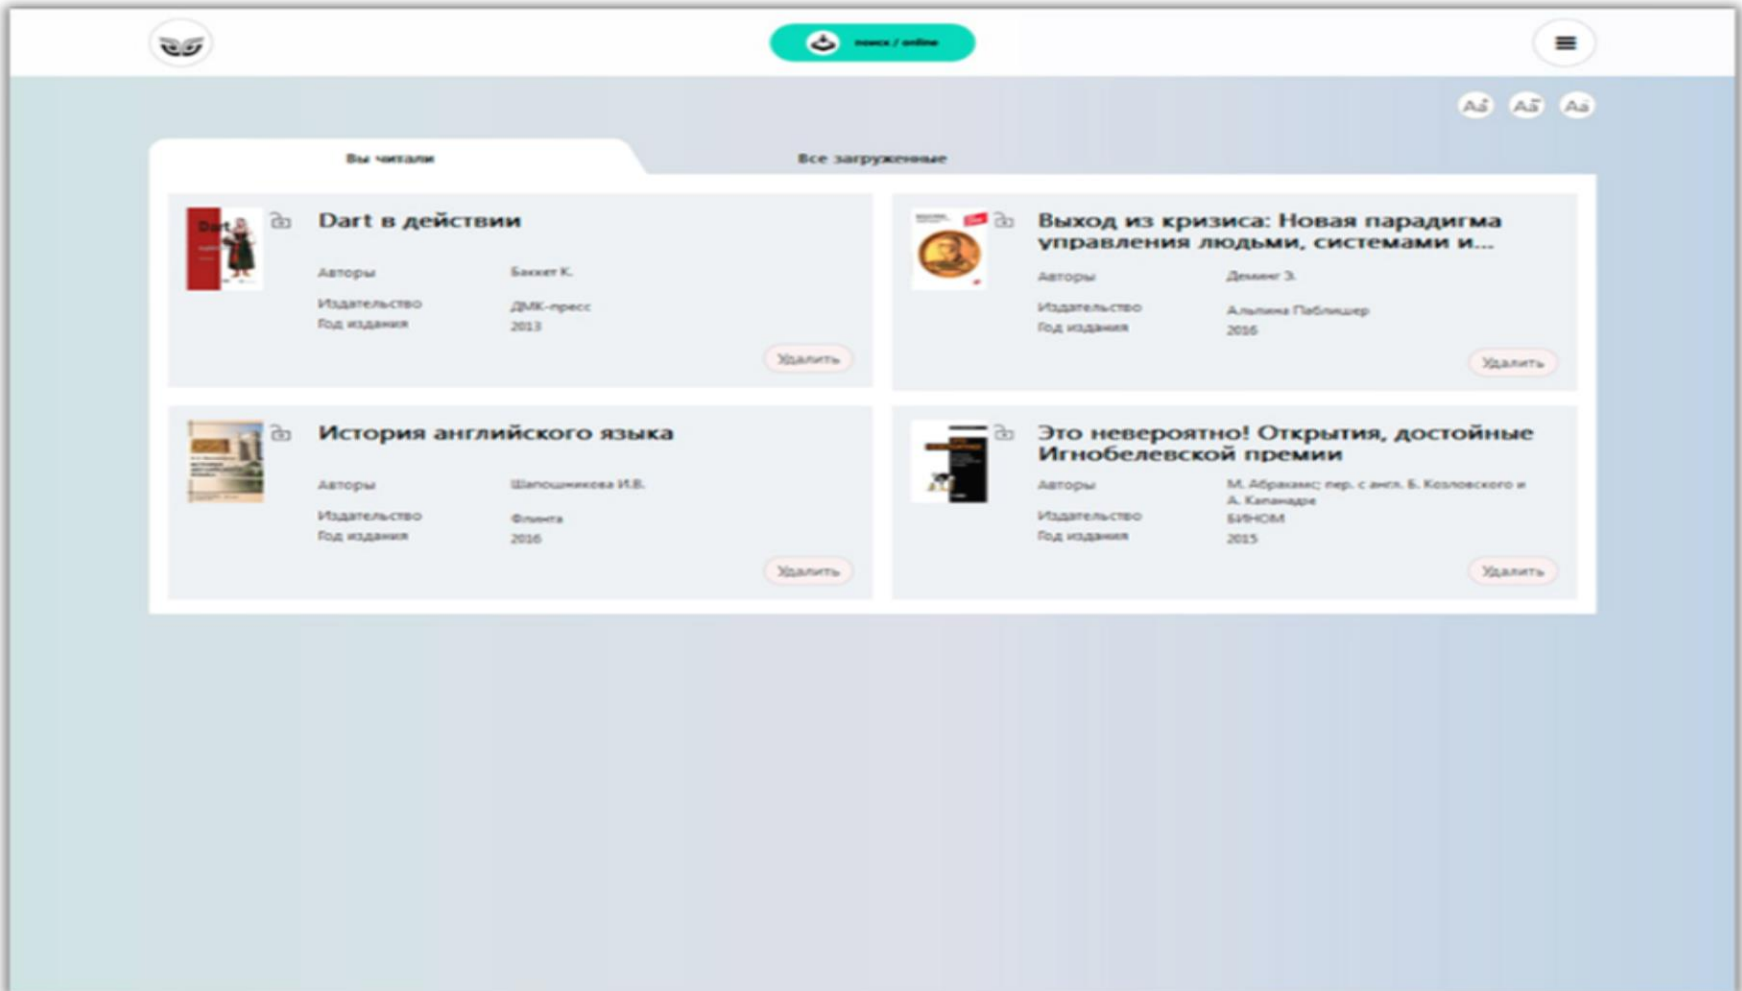 поиск / online
Вы читали
Все загруженные
Dart в действии
Авторы Баккет К.
Издательство ДМК-пресс
Год издания 2013
Удалить
Выход из кризиса: Новая парадигма
управления людьми, системами и...
Авторы Деминг Э.
Издательство Альпина Паблишер
Год издания 2016
Удалить
История английского языка
Авторы Шапошникова И.В.
Издательство Флинта
Год издания 2016
Удалить
Это невероятно! Открытия, достойные
Игнобелевской премии
Авторы М. Абрахамс; пер. с англ. Б. Козловского и
А. Капанадзе
Издательство БИНОМ
Год издания 2015
Удалить